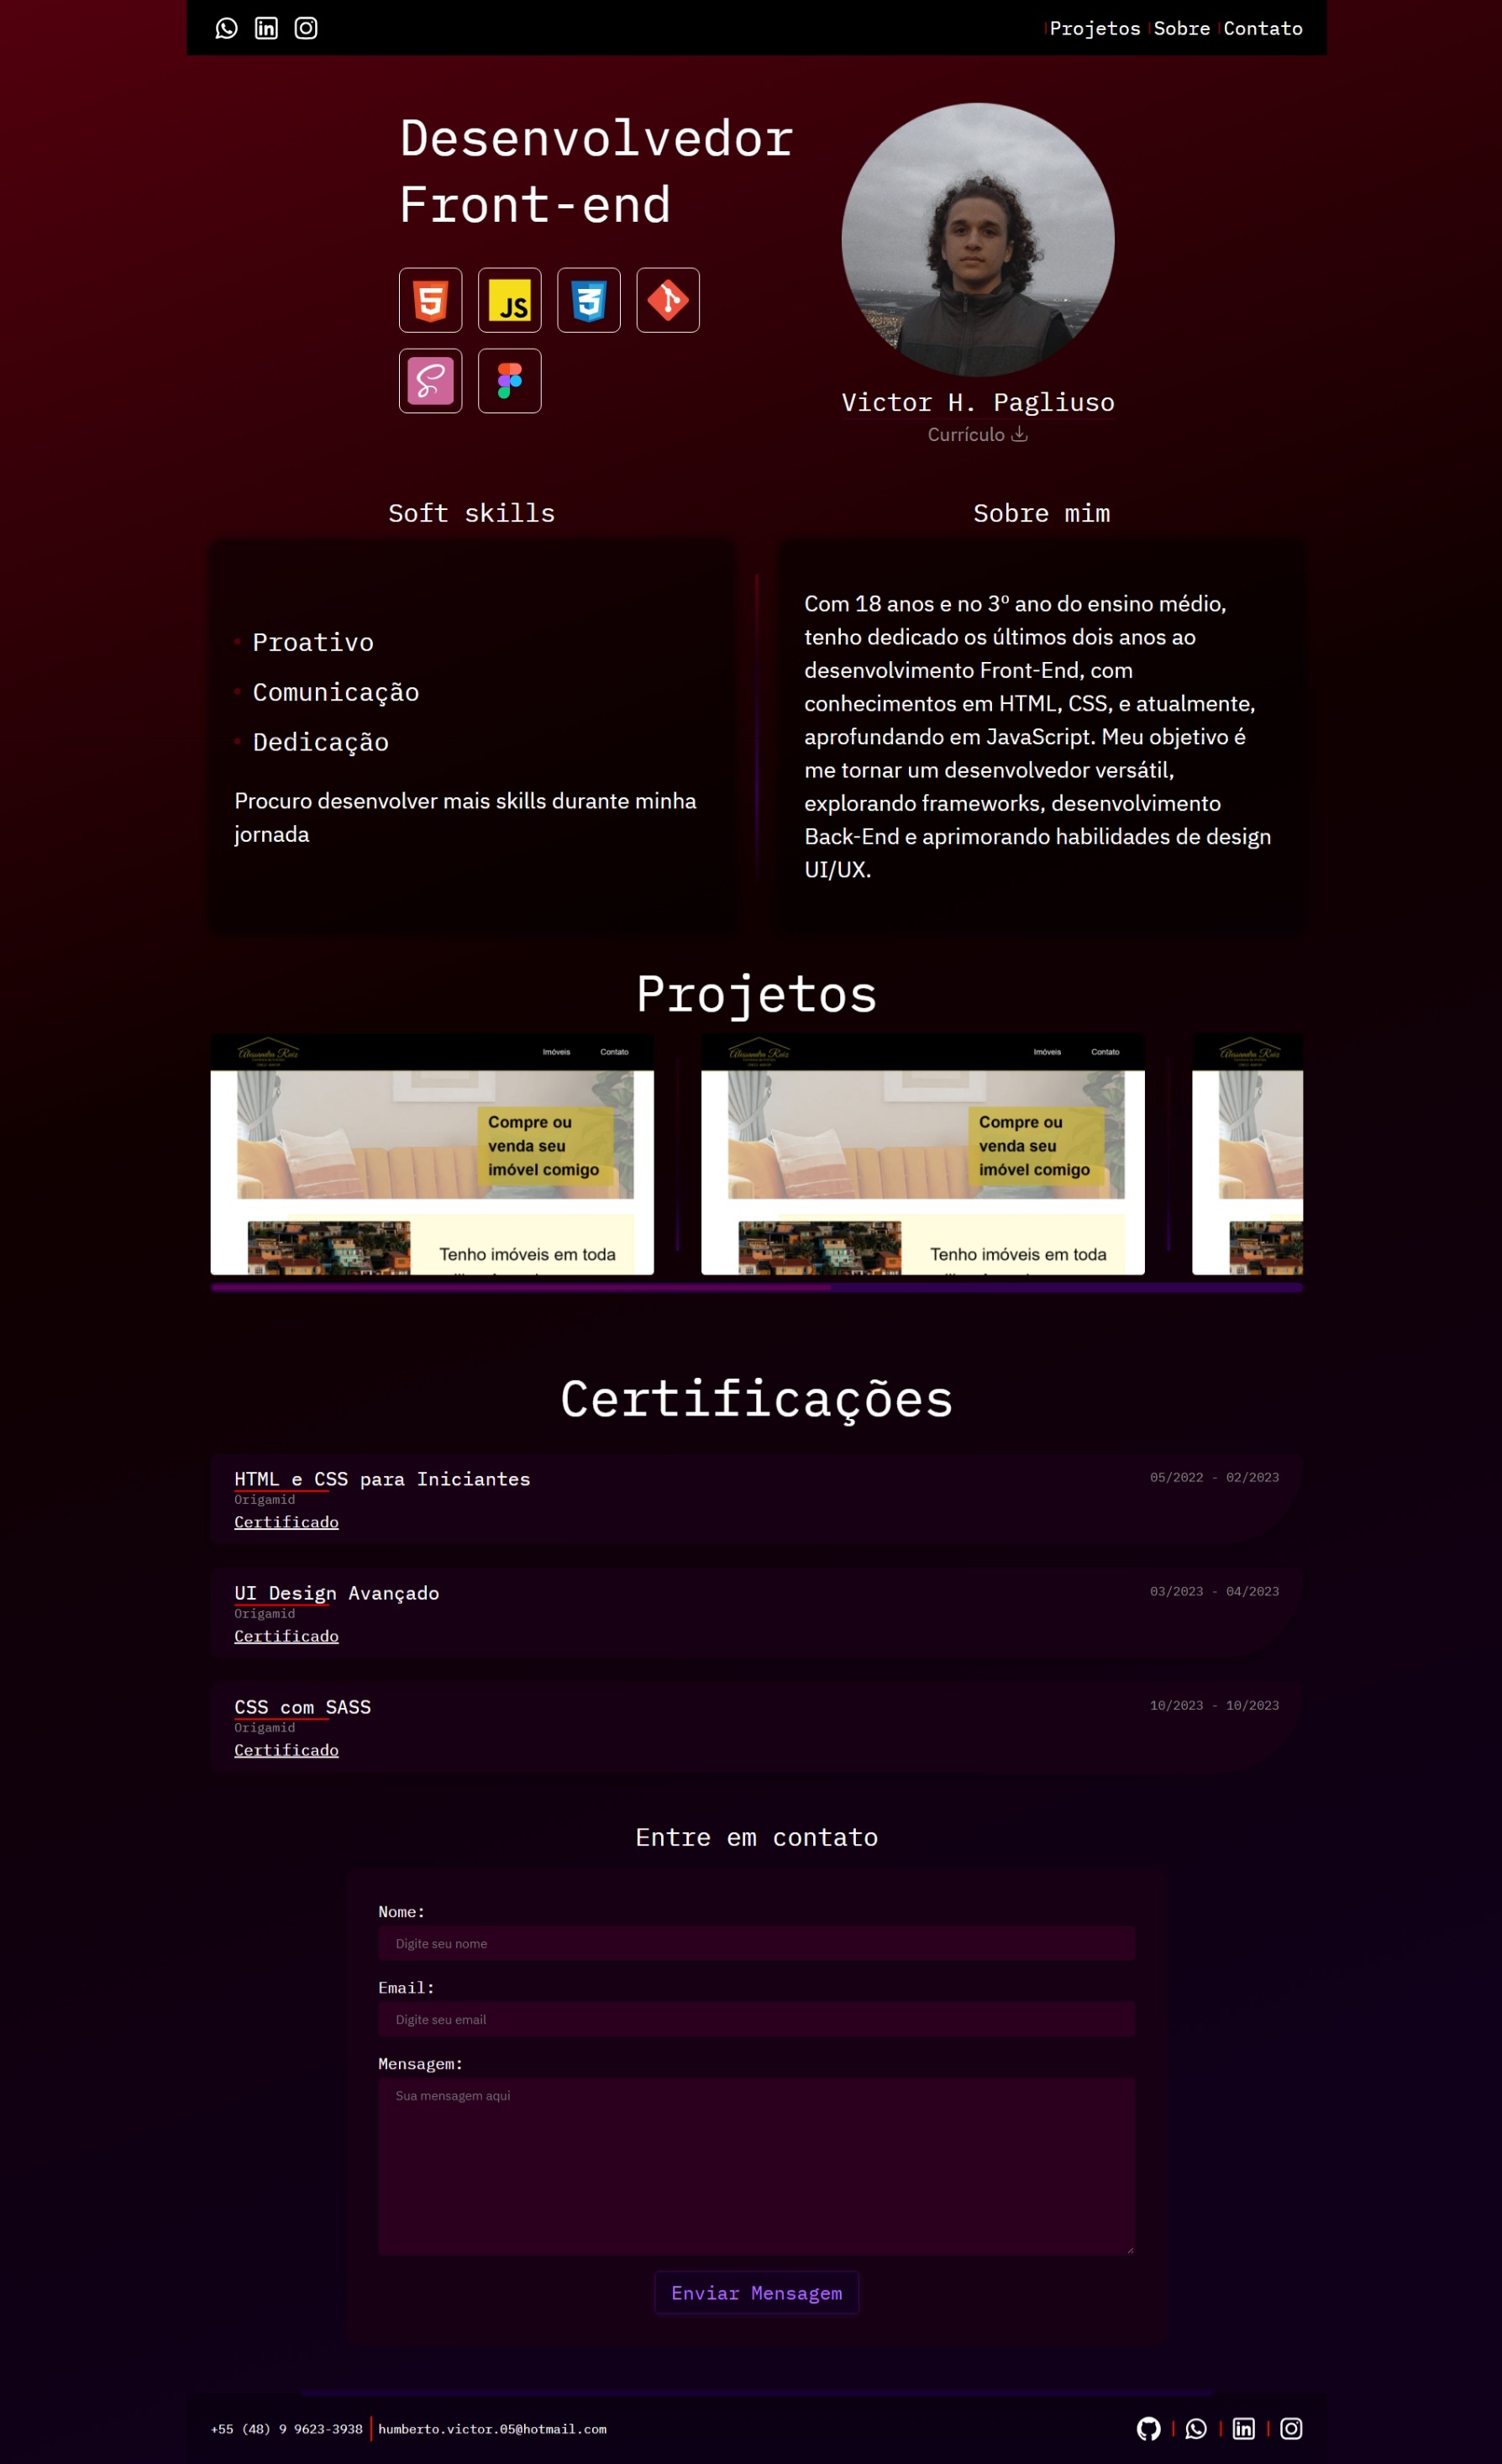 Projetos Sobre Contato
Desenvolvedor
Front-end
5 JS 3
Victor H. Pagliuso
Currículo
Soft skills
Proativo
Comunicação
Dedicação
Procuro desenvolver mais skills durante minha
jornada
Sobre mim
Com 18 anos e no 3º ano do ensino médio,
tenho dedicado os últimos dois anos ao
desenvolvimento Front-End, com
conhecimentos em HTML, CSS, e atualmente,
aprofundando em JavaScript. Meu objetivo é
me tornar um desenvolvedor versátil,
explorando frameworks, desenvolvimento
Back-End e aprimorando habilidades de design
UI/UX.
Projetos
Alessandra Reis
Imóveis Contato
Compre ou
venda seu
imóvel comigo
Tenho imóveis em toda
Alessandra Reis
Imóveis Contato
Compre ou
venda seu
imóvel comigo
Tenho imóveis em toda
Alessandra Reis
Certificações
HTML e CSS para Iniciantes 05/2022 - 02/2023
Origamid
Certificado
UI Design Avançado 03/2023 - 04/2023
Origamid
Certificado
CSS com SASS 10/2023 - 10/2023
Origamid
Certificado
Entre em contato
Nome:
Digite seu nome
Email:
Digite seu email
Mensagem:
Sua mensagem aqui
Enviar Mensagem
+55 (48) 9 9623-3938 humberto.victor.05@hotmail.com